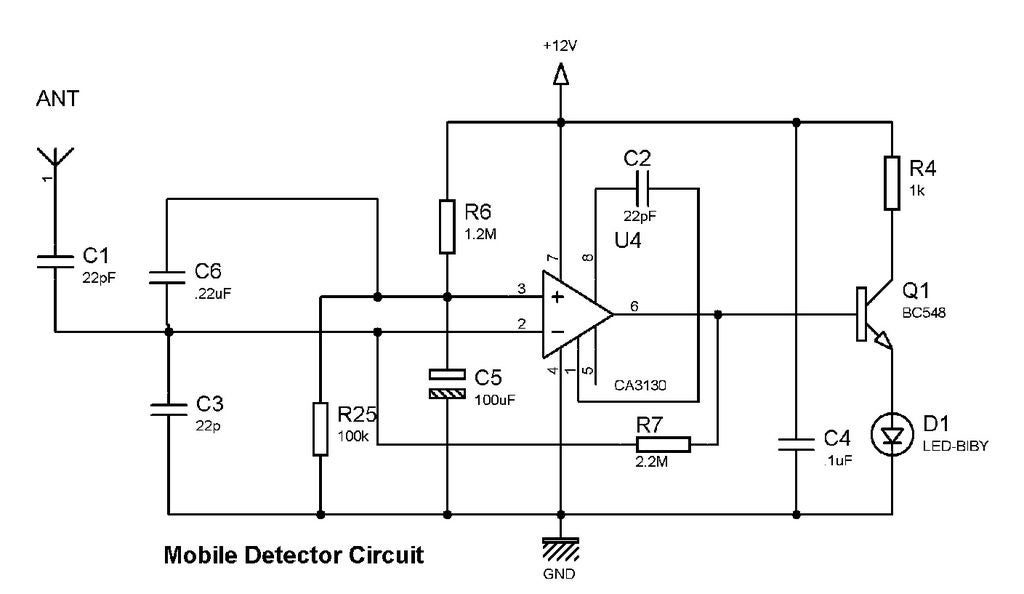 +12V
ANT
1
C1
22pF
C6
.22uF
R6
1.2M
C2
22pF
U4
7
8
3
2
6
4
1
5
CA3130
R4
1k
Q1
BC548
C3
22p
R25
100k
C5
100uF
R7
2.2M
C4
.1uF
D1
LED-BIBY
Mobile Detector Circuit
GND